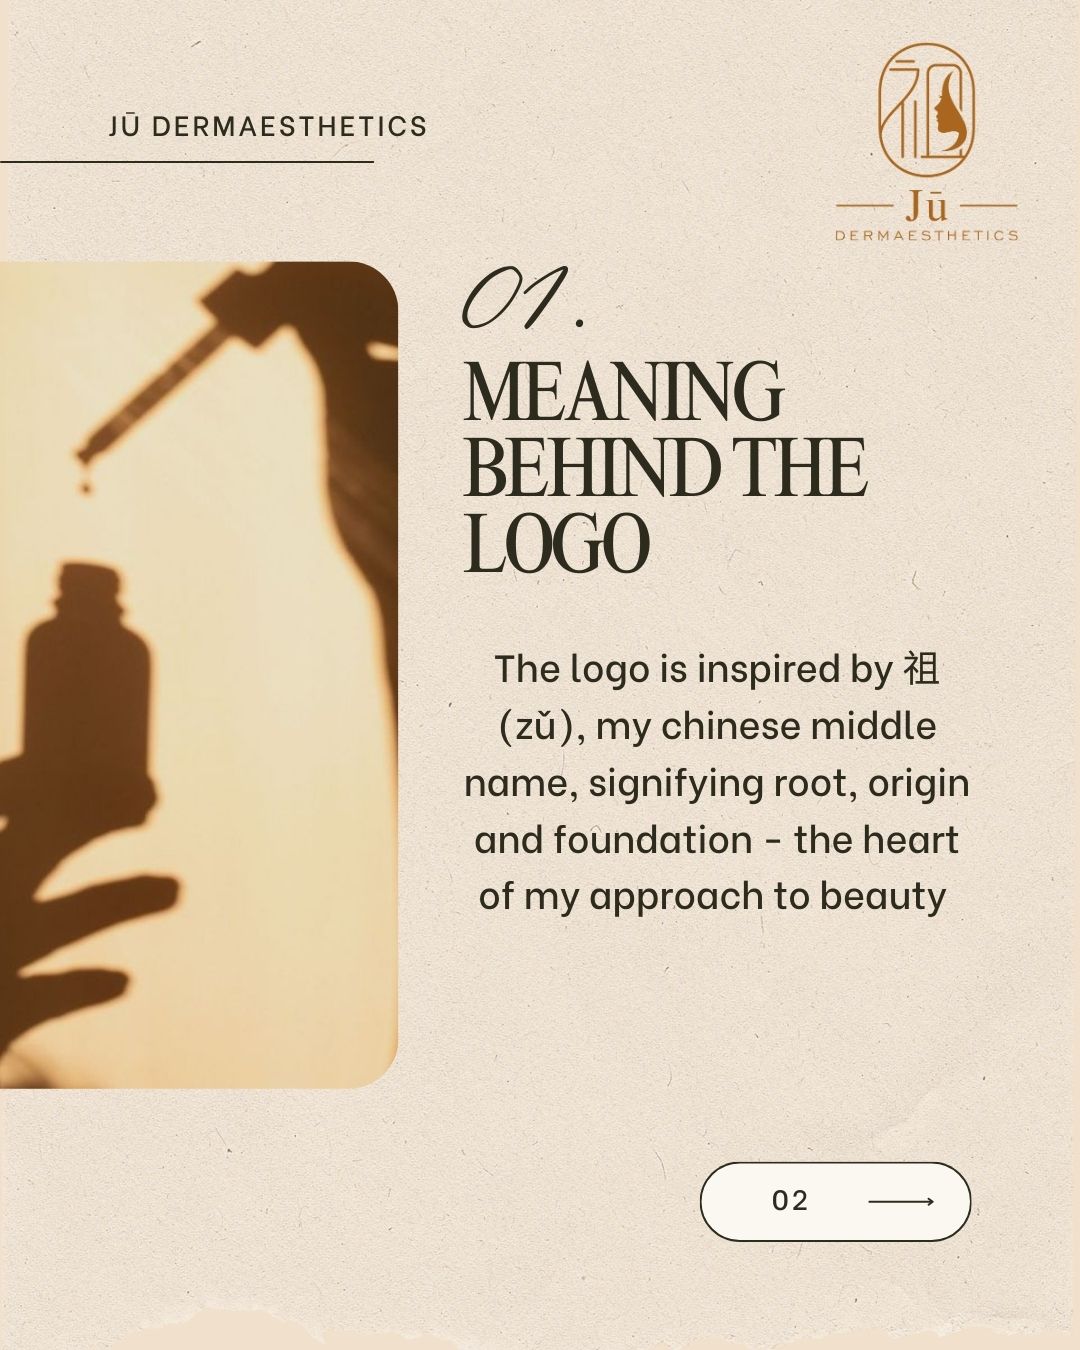 JŪ DERMAESTHETICS
祖
Jū
DERMAESTHETICS
01.
MEANING
BEHIND THE
LOGO
The logo is inspired by 祖
(zǔ), my chinese middle
name, signifying root, origin
and foundation - the heart
of my approach to beauty
02